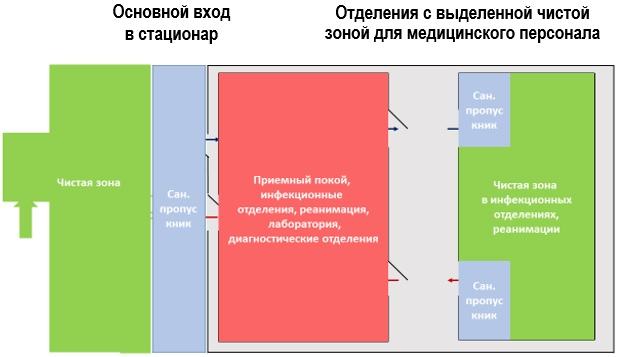 Основной вход
в стационар
Отделения с выделенной чистой
зоной для медицинского персонала
Чистая зона
Сан.
пропус
кник
Приемный покой,
инфекционные
отделения, реанимация,
лаборатория,
диагностические отделения
Сан.
пропус
кник
Чистая зона
в инфекционных
отделениях,
реанимации
Сан.
пропус
кник